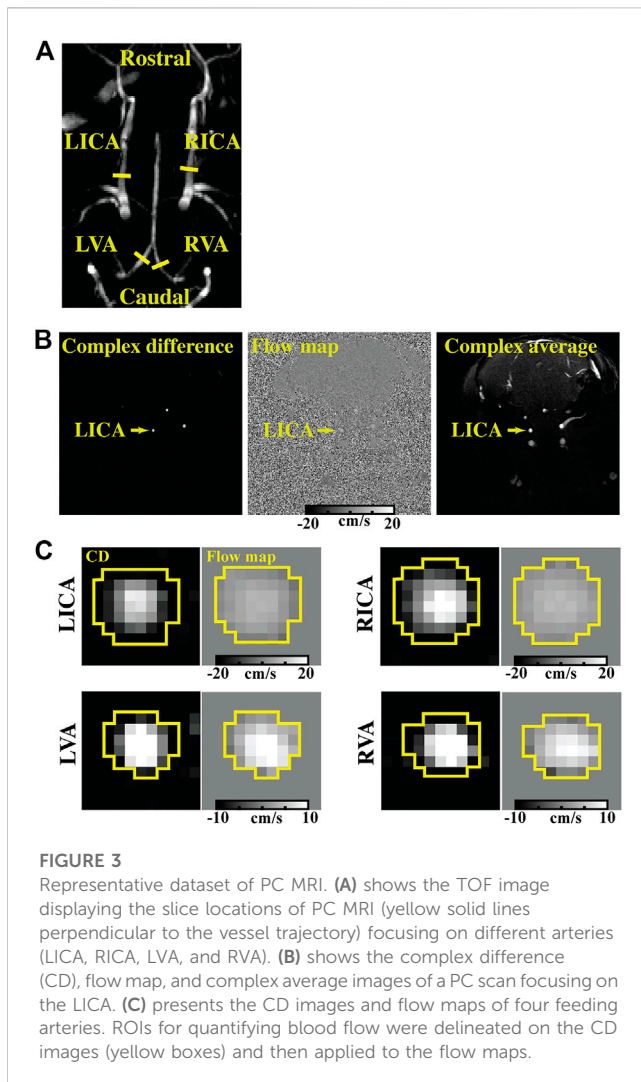 A
Rostral
LICA
RICA
LVA
RVA
Caudal
B
Complex difference
Flow map
Complex average
LICA
LICA
LICA
-20
20
cm/s
C
CD
Flow map
LICA
RICA
-20
20
cm/s
-20
20
cm/s
LVA
RVA
-10
10
cm/s
-10
10
cm/s
FIGURE 3
Representative dataset of PC MRI. (A) shows the TOF image
displaying the slice locations of PC MRI (yellow solid lines
perpendicular to the vessel trajectory) focusing on different arteries
(LICA, RICA, LVA, and RVA). (B) shows the complex difference
(CD), flow map, and complex average images of a PC scan focusing on
the LICA. (C) presents the CD images and flow maps of four feeding
arteries. ROIs for quantifying blood flow were delineated on the CD
images (yellow boxes) and then applied to the flow maps.